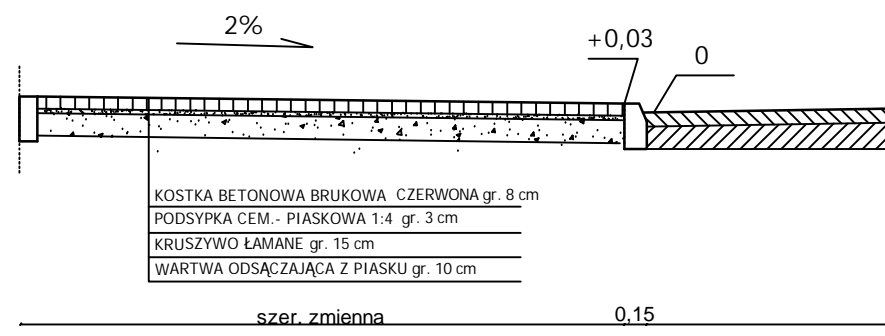 2%
+0,03
0
KOSTKA BETONOWA BRUKOWA CZERWONA gr. 8 cm
PODSYPKA CEM.- PIASKOWA 1:4 gr. 3 cm
KRUSZYWO ŁAMANE gr. 15 cm
WARTWA ODSĄCZAJĄCA Z PIASKU gr. 10 cm
szer. zmienna 0,15